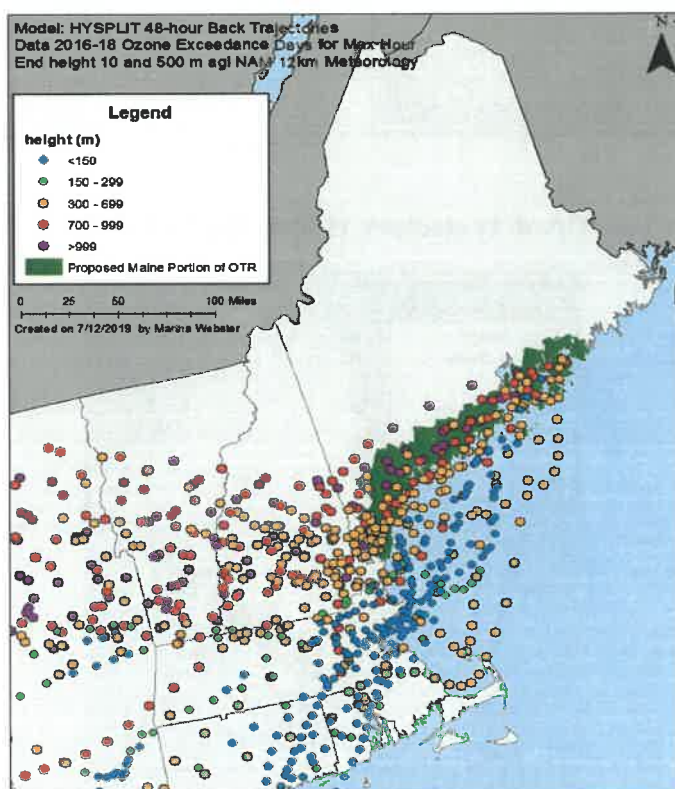 Model: HYSPLIT 48-hour Back Trajectories
Data 2016-18 Ozone Exceedance Days for Max Hour
End height 10 and 500 m agl NAM 12km Meteorology
N
Legend
height (m)
<150
150 - 299
300 - 699
700 - 999
>999
Proposed Maine Portion of OTR
0 25 50 100 Miles
Created on 7/12/2019 by Martha Webster